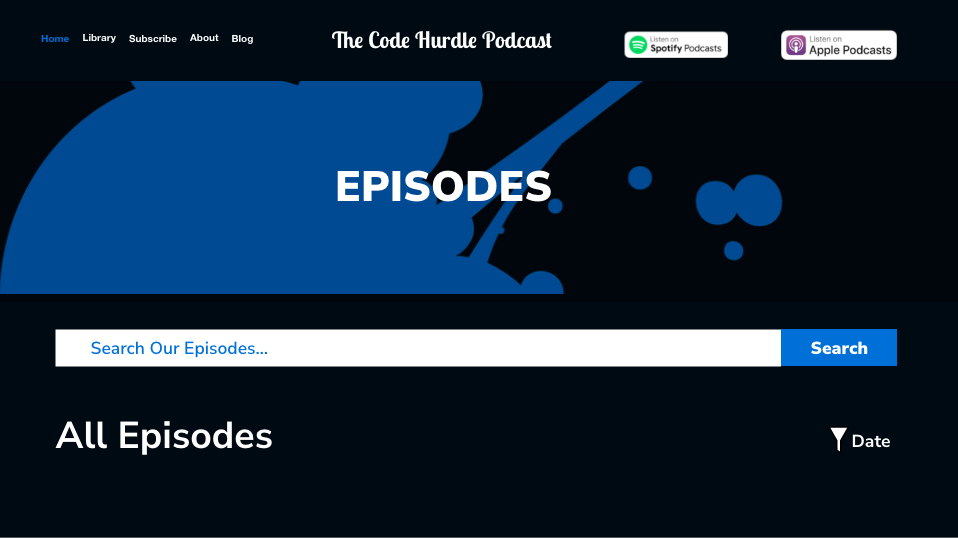 Home Library Subscribe About Blog
The Code Hurdle Podcast
Listen on
Spotify Podcasts
Listen on
Apple Podcasts
EPISODES
Search Our Episodes...
Search
All Episodes
Date